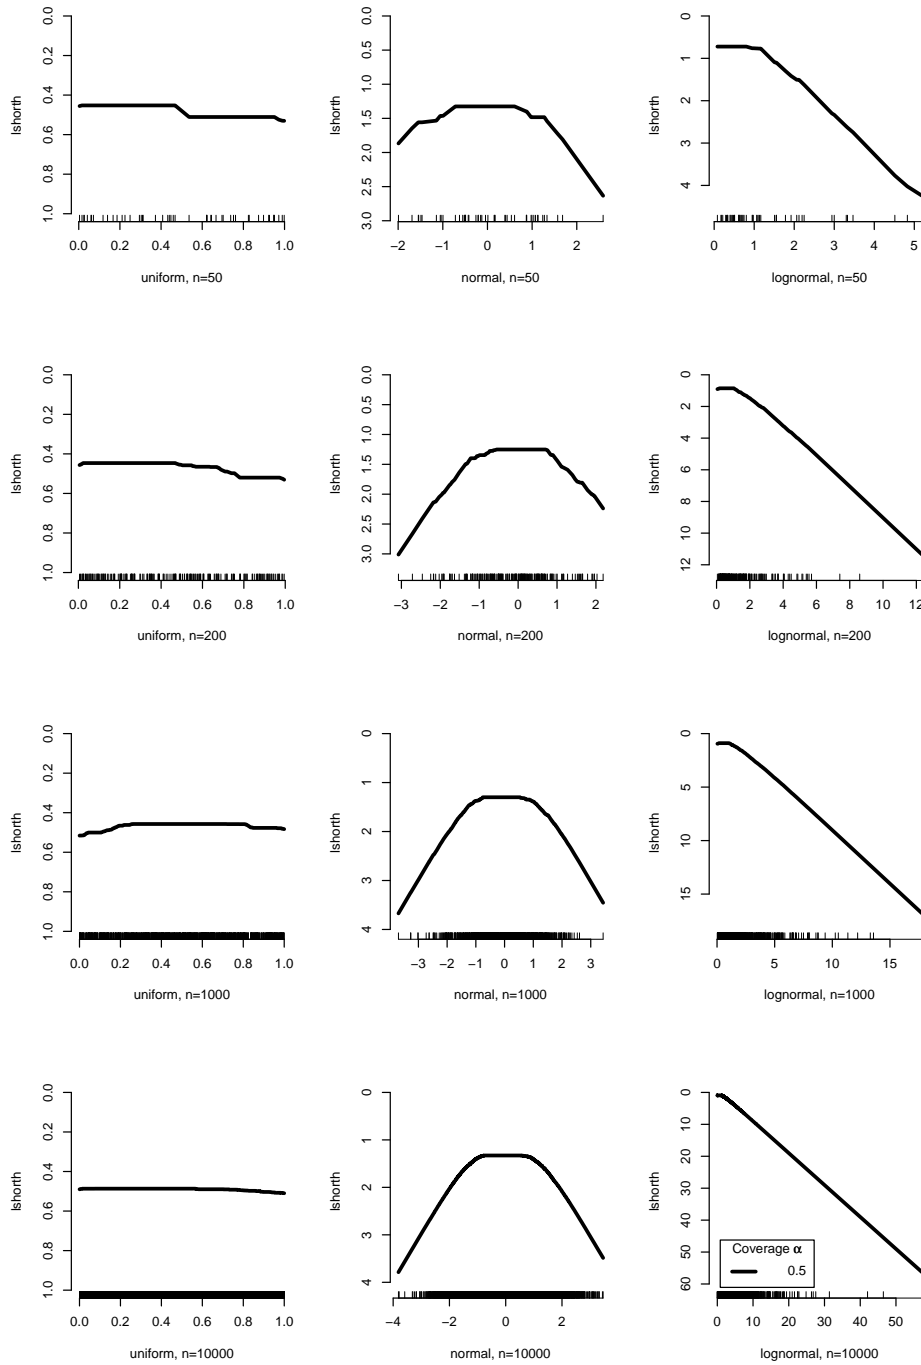 0.0
0.2
0.4
0.6
0.8
1.0
lshorth
0.0 0.2 0.4 0.6 0.8 1.0
uniform, n=50
0.0
0.5
1.0
1.5
2.0
2.5
3.0
lshorth
−2 −1 0 1 2
normal, n=50
0
1
2
3
4
lshorth
0 1 2 3 4 5
lognormal, n=50
0.0
0.2
0.4
0.6
0.8
1.0
lshorth
0.0 0.2 0.4 0.6 0.8 1.0
uniform, n=200
0.0
0.5
1.0
1.5
2.0
2.5
3.0
lshorth
−3 −2 −1 0 1 2
normal, n=200
0
2
4
6
8
10
12
lshorth
0 2 4 6 8 10 12
lognormal, n=200
0.0
0.2
0.4
0.6
0.8
1.0
lshorth
0.0 0.2 0.4 0.6 0.8 1.0
uniform, n=1000
0
1
2
3
4
lshorth
−3 −2 −1 0 1 2 3
normal, n=1000
0
5
10
15
lshorth
0 5 10 15
lognormal, n=1000
0.0
0.2
0.4
0.6
0.8
1.0
lshorth
0.0 0.2 0.4 0.6 0.8 1.0
uniform, n=10000
0
1
2
3
4
lshorth
−4 −2 0 2
normal, n=10000
0
10
20
30
40
50
60
lshorth
Coverage α
0.5
0 10 20 30 40 50
lognormal, n=10000